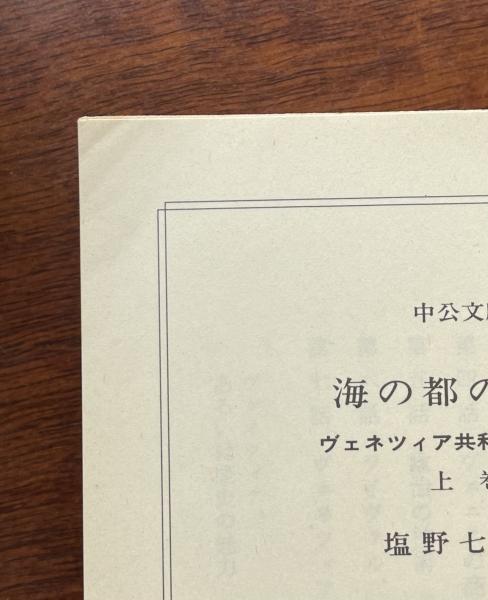 中公文
海の都の
ヴェネツィア共和
上
塩野七